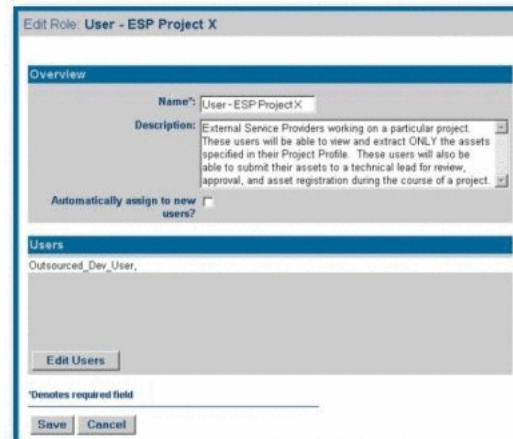 Edit Role: User - ESP Project X
Overview
Name*: User - ESP Project X
Description: External Service Providers working on a particular project.
These users will be able to view and extract ONLY the assets
specified in their Project Profile. These users will also be
able to submit their assets to a technical lead for review,
approval, and asset registration during the course of a project.
Automatically assign to new
users?
Users
Outsourced_Dev_User,
Edit Users
*Denotes required field
Save Cancel